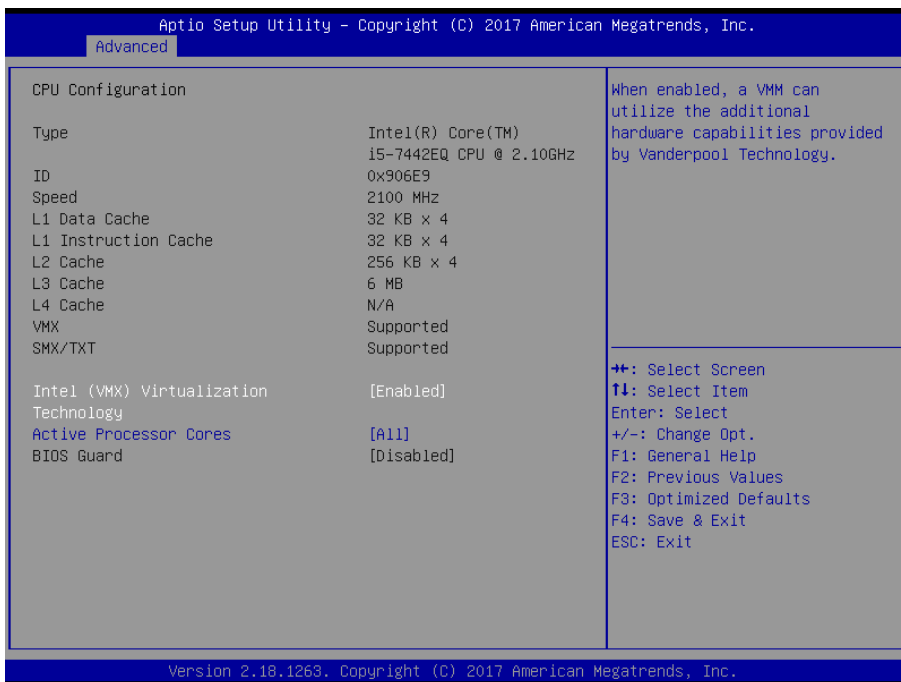 Aptio Setup Utility – Copyright (C) 2017 American Megatrends, Inc.
Advanced
CPU Configuration
Type Intel(R) Core(TM)
i5-7442EQ CPU @ 2.10GHz
ID 0x906E9
Speed 2100 MHz
L1 Data Cache 32 KB x 4
L1 Instruction Cache 32 KB x 4
L2 Cache 256 KB x 4
L3 Cache 6 MB
L4 Cache N/A
VMX Supported
SMX/TXT Supported
Intel (VMX) Virtualization [Enabled]
Technology
Active Processor Cores [All]
BIOS Guard [Disabled]
When enabled, a VMM can
utilize the additional
hardware capabilities provided
by Vanderpool Technology.
→←: Select Screen
↑↓: Select Item
Enter: Select
+/-: Change Opt.
F1: General Help
F2: Previous Values
F3: Optimized Defaults
F4: Save & Exit
ESC: Exit
Version 2.18.1263. Copyright (C) 2017 American Megatrends, Inc.